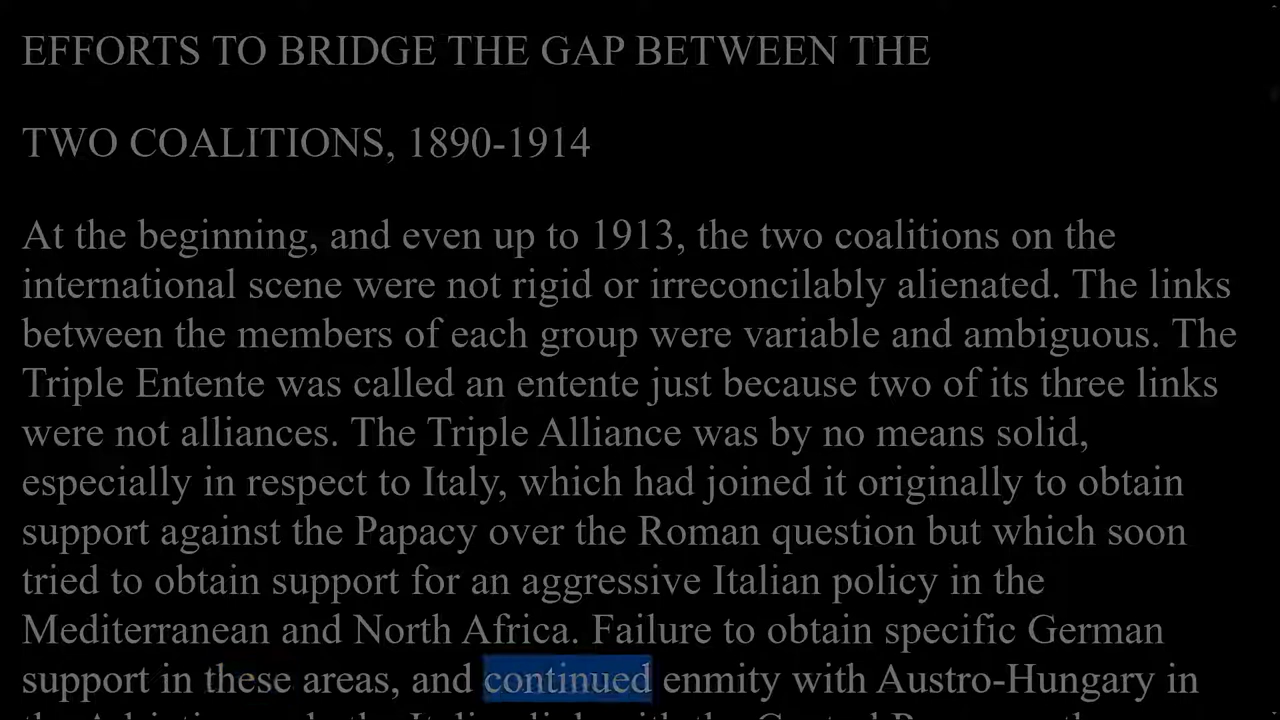 EFFORTS TO BRIDGE THE GAP BETWEEN THE
TWO COALITIONS, 1890-1914
At the beginning, and even up to 1913, the two coalitions on the
international scene were not rigid or irreconcilably alienated. The links
between the members of each group were variable and ambiguous. The
Triple Entente was called an entente just because two of its three links
were not alliances. The Triple Alliance was by no means solid,
especially in respect to Italy, which had joined it originally to obtain
support against the Papacy over the Roman question but which soon
tried to obtain support for an aggressive Italian policy in the
Mediterranean and North Africa. Failure to obtain specific German
support in these areas, and continued enmity with Austro-Hungary in